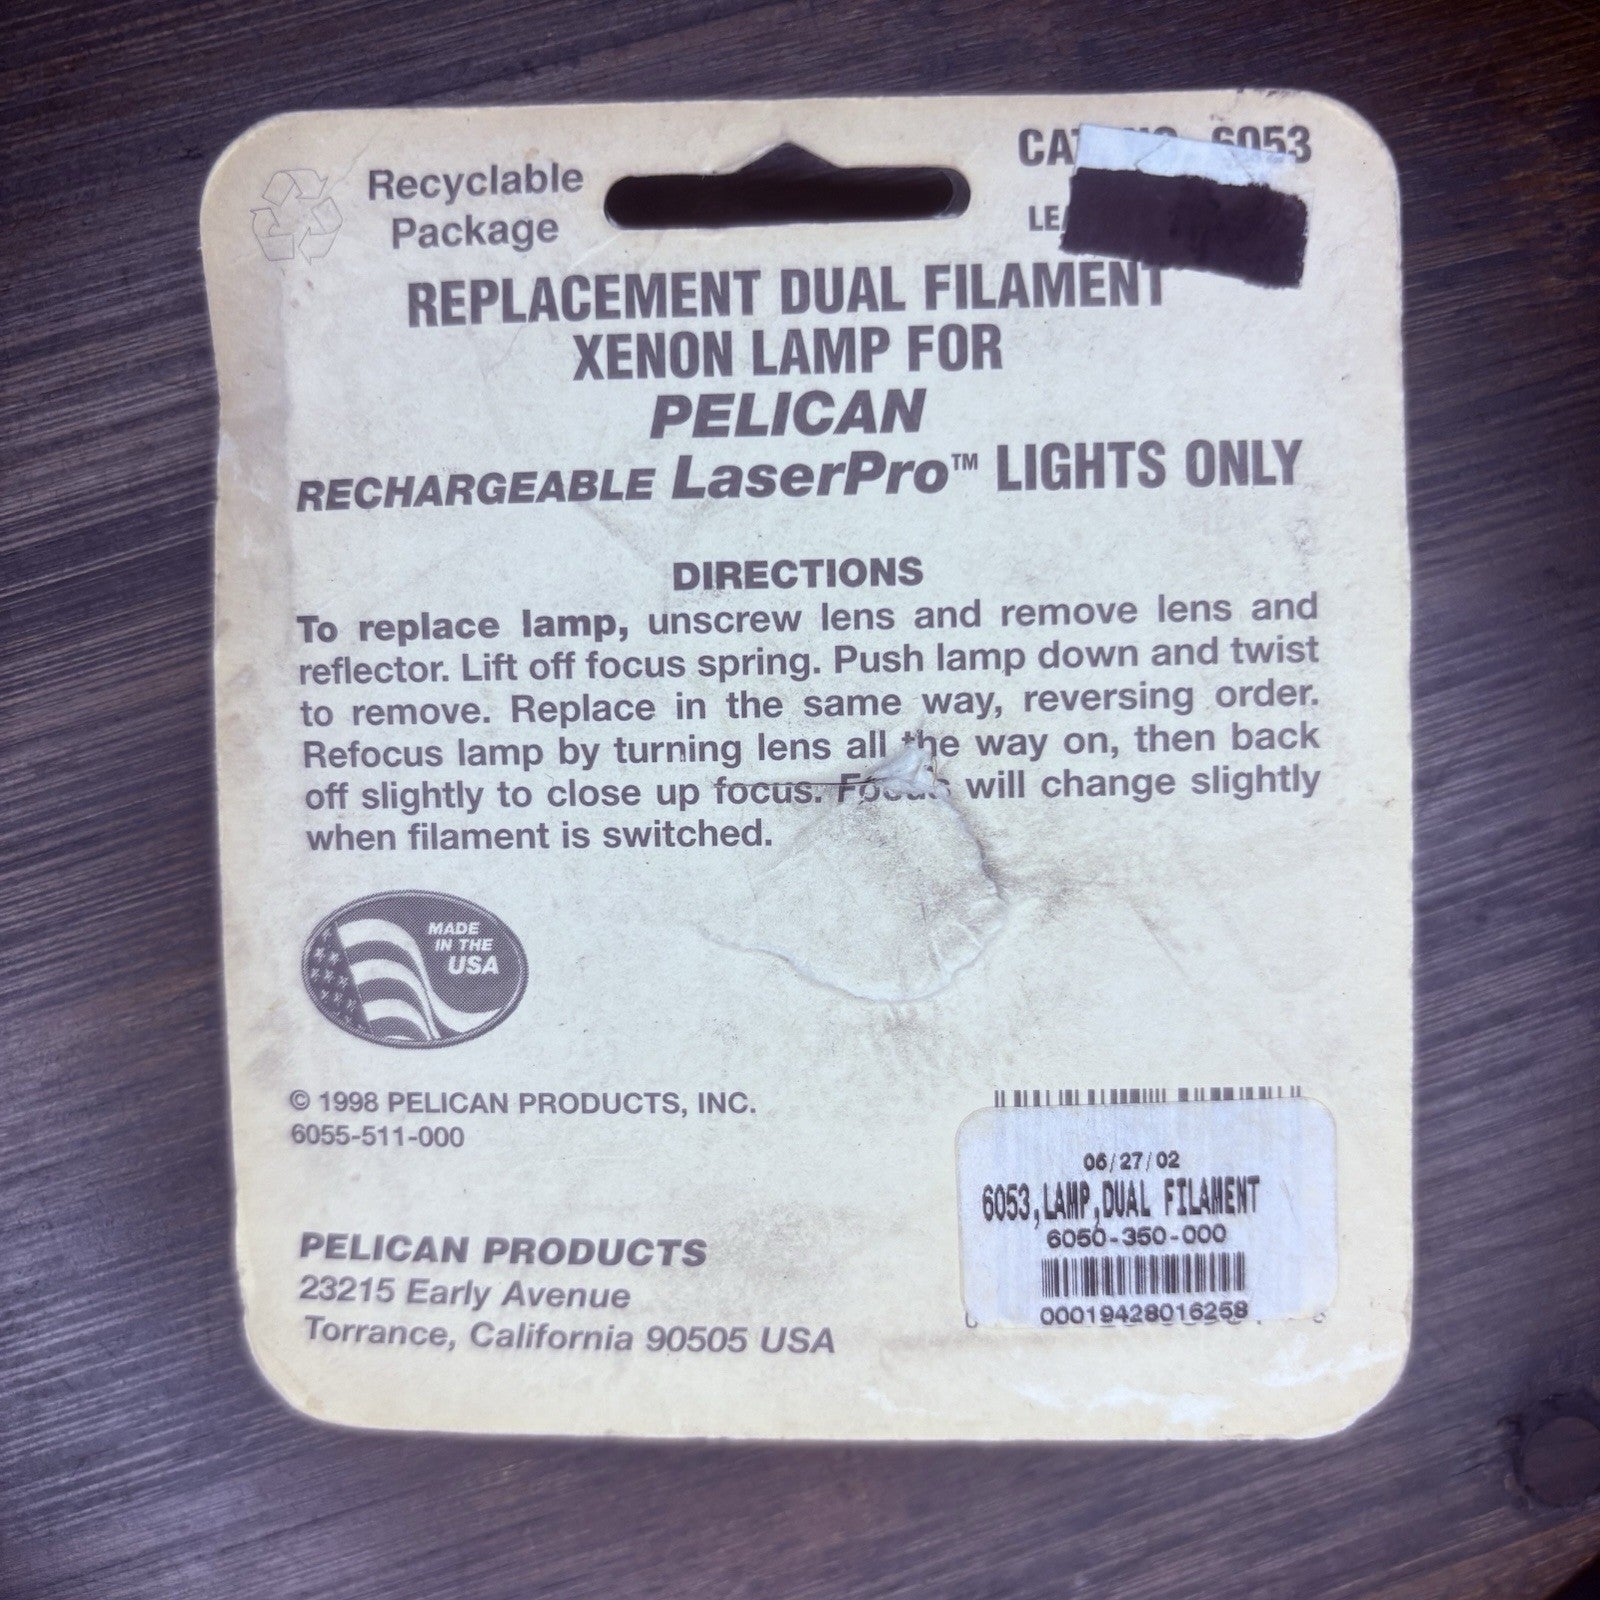 Recyclable
Package
6053
REPLACEMENT DUAL FILAMENT
XENON LAMP FOR
PELICAN
RECHARGEABLE LaserPro™ LIGHTS ONLY
DIRECTIONS
To replace lamp, unscrew lens and remove lens and
reflector. Lift off focus spring. Push lamp down and twist
to remove. Replace in the same way, reversing order.
Refocus lamp by turning lens all the way on, then back
off slightly to close up focus. Focus will change slightly
when filament is switched.
MADE
IN THE
USA
© 1998 PELICAN PRODUCTS, INC.
6055-511-000
PELICAN PRODUCTS
23215 Early Avenue
Torrance, California 90505 USA
06/27/02
6053,LAMP,DUAL FILAMENT
6050-350-000
00019428016258